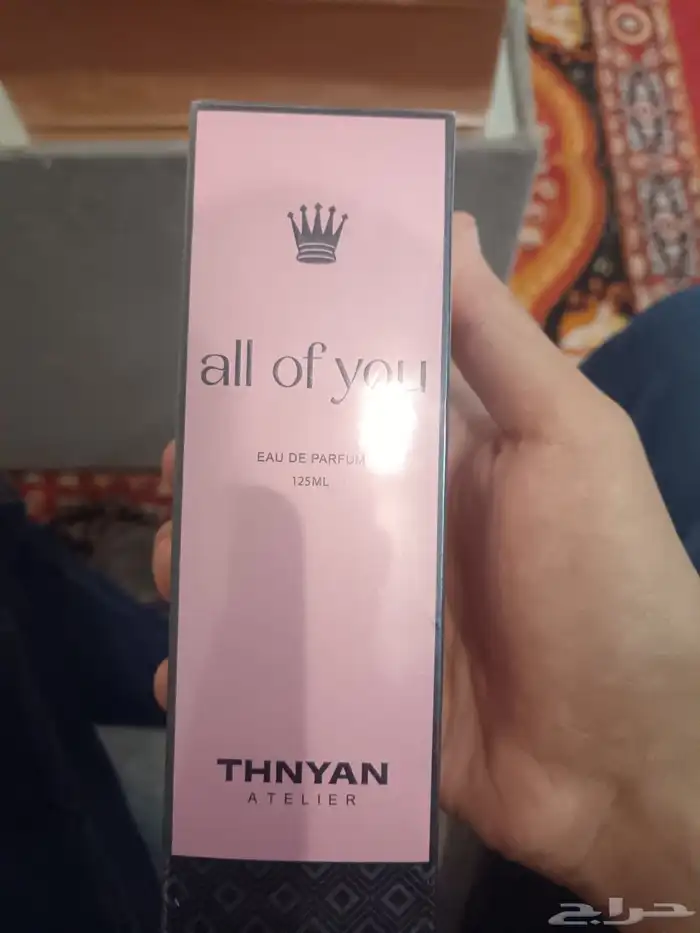 all of you
EAU DE PARFUM
125ML
THNYAN
ATELIER
حراج